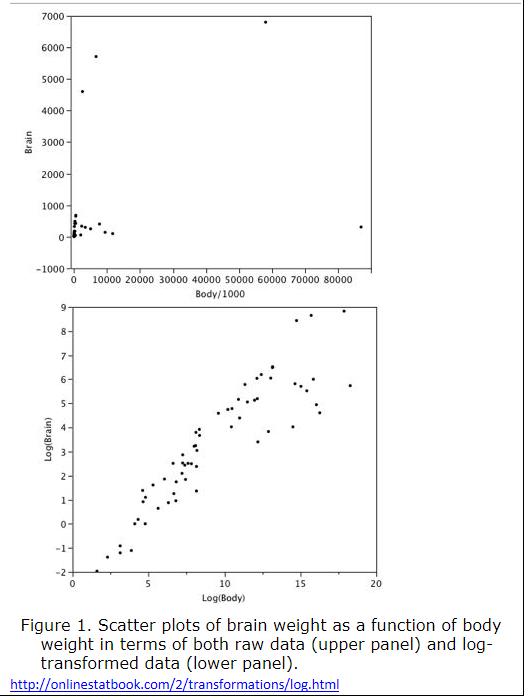 7000
6000
5000
4000
3000
2000
1000
0
-1000
Brain
0 10000 20000 30000 40000 50000 60000 70000 80000
Body/1000
9
8
7
6
5
4
3
2
1
0
-1
-2
Log(Brain)
0 5 10 15 20
Log(Body)
Figure 1. Scatter plots of brain weight as a function of body
weight in terms of both raw data (upper panel) and log-
transformed data (lower panel).
http://onlinestatbook.com/2/transformations/log.html